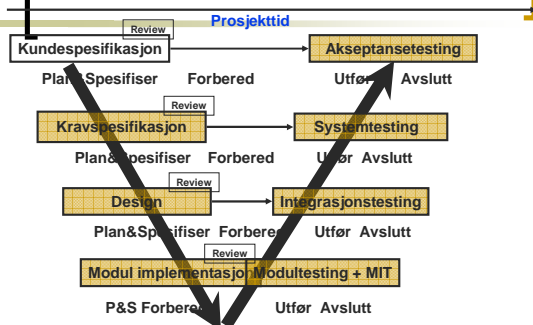 Prosjekttid
Review
Kundespesifikasjon Akseptansetesting
Plan&Spesifiser Forbered Utfør Avslutt
Review
Kravspesifikasjon Systemtesting
Plan&Spesifiser Forbered Utfør Avslutt
Review
Design Integrasjonstesting
Plan&Spesifiser Forbered Utfør Avslutt
Review
Modul implementasjon Modultesting + MIT
P&S Forbered Utfør Avslutt